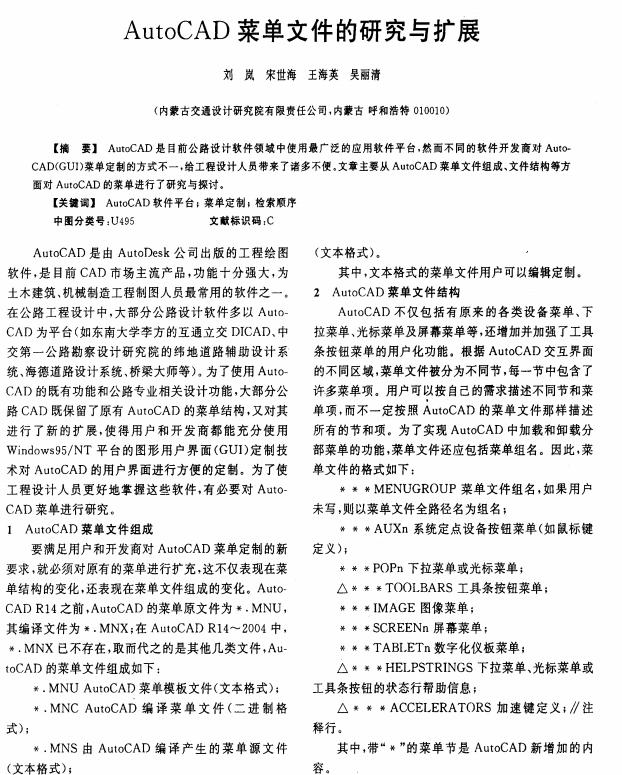 AutoCAD 菜单文件的研究与扩展
刘 岚 宋世海 王海英 吴丽清
(内蒙古交通设计研究院有限责任公司,内蒙古 呼和浩特 010010)
【摘 要】 AutoCAD 是目前公路设计软件领域中使用最广泛的应用软件平台,然而不同的软件开发商对 Auto-
CAD(GUI)菜单定制的方式不一,给工程设计人员带来了诸多不便。文章主要从 AutoCAD 菜单文件组成、文件结构等方
面对 AutoCAD 的菜单进行了研究与探讨。
【关键词】 AutoCAD 软件平台;菜单定制;检索顺序
中图分类号:U495 文献标识码:C
AutoCAD 是由 AutoDesk 公司出版的工程绘图
软件,是目前 CAD 市场主流产品,功能十分强大,为
土木建筑、机械制造工程制图人员最常用的软件之一。
在公路工程设计中,大部分公路设计软件多以 Auto-
CAD 为平台(如东南大学李方的互通立交 DICAD、中
交第一公路勘察设计研究院的纬地道路辅助设计系
统、海德道路设计系统、桥梁大师等)。为了使用 Auto-
CAD 的既有功能和公路专业相关设计功能,大部分公
路 CAD 既保留了原有 AutoCAD 的菜单结构,又对其
进行了新的扩展,使得用户和开发商都能充分使用
Windows95/NT 平台的图形用户界面(GUI)定制技
术对 AutoCAD 的用户界面进行方便的定制。为了使
工程设计人员更好地掌握这些软件,有必要对 Auto-
CAD 菜单进行研究。
1 AutoCAD 菜单文件组成
要满足用户和开发商对 AutoCAD 菜单定制的新
要求,就必须对原有的菜单进行扩充,这不仅表现在菜
单结构的变化,还表现在菜单文件组成的变化。Auto-
CAD R14 之前,AutoCAD 的菜单原文件为 *.MNU,
其编译文件为 *.MNX;在 AutoCAD R14～2004 中,
*.MNX 已不存在,取而代之的是其他几类文件,Au-
toCAD 的菜单文件组成如下:
*.MNU AutoCAD 菜单模板文件(文本格式);
*.MNC AutoCAD 编译菜单文件(二进制格
式);
*.MNS 由 AutoCAD 编译产生的菜单源文件
(文本格式);
(文本格式)。
其中,文本格式的菜单文件用户可以编辑定制。
2 AutoCAD 菜单文件结构
AutoCAD 不仅包括有原来的各类设备菜单、下
拉菜单、光标菜单及屏幕菜单等,还增加并加强了工具
条按钮菜单的用户化功能。根据 AutoCAD 交互界面
的不同区域,菜单文件被分为不同节,每一节中包含了
许多菜单项。用户可以按自己的需求描述不同节和菜
单项,而不一定按照 AutoCAD 的菜单文件那样描述
所有的节和项。为了实现 AutoCAD 中加载和卸载分
部菜单的功能,菜单文件还应包括菜单组名。因此,菜
单文件的格式如下:
* * * MENUGROUP 菜单文件组名,如果用户
未写,则以菜单文件全路径名为组名;
* * * AUXn 系统定点设备按钮菜单(如鼠标键
定义);
* * * POPn 下拉菜单或光标菜单;
△ * * * TOOLBARS 工具条按钮菜单;
* * * IMAGE 图像菜单;
* * * SCREENn 屏幕菜单;
* * * TABLETn 数字化仪板菜单;
△ * * * HELPSTRINGS 下拉菜单、光标菜单或
工具条按钮的状态行帮助信息;
△ * * * ACCELERATORS 加速键定义;//注
释行。
其中,带“*”的菜单节是 AutoCAD 新增加的内
容。